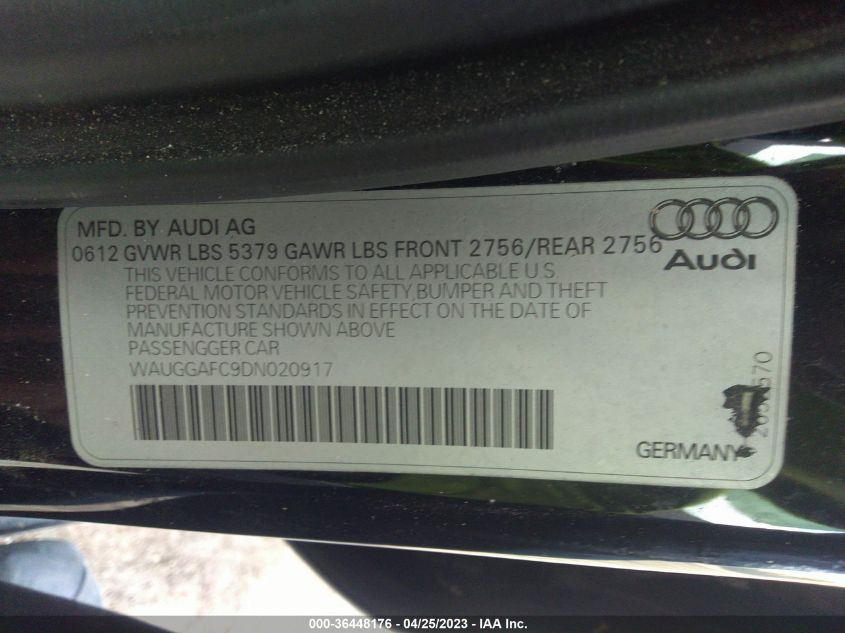 MFD. BY AUDI AG
0612 GVWR LBS 5379 GAWR LBS FRONT 2756/REAR 2756
Audi
THIS VEHICLE CONFORMS TO ALL APPLICABLE U S
FEDERAL MOTOR VEHICLE SAFETY,BUMPER AND THEFT
PREVENTION STANDARDS IN EFFECT ON THE DATE OF
MANUFACTURE SHOWN ABOVE
PASSENGGER CAR
WAUGGAFC9DN020917
GERMANY
000-36448176 - 04/25/2023 - IAA Inc.